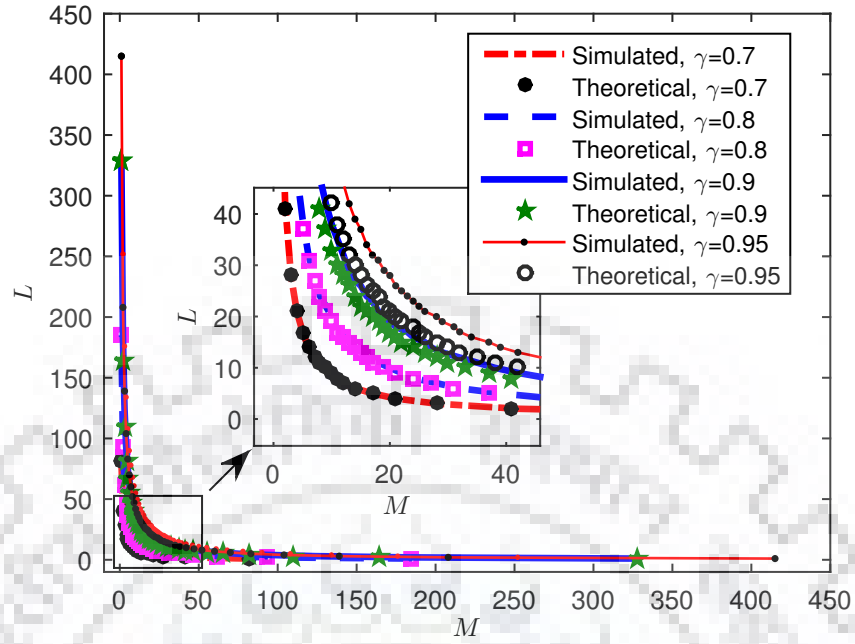 450
400
350
300
250
200
150
100
50
0
L
0
50
100
150
200
250
300
350
400
450
M
Simulated, γ=0.7
Theoretical, γ=0.7
Simulated, γ=0.8
Theoretical, γ=0.8
Simulated, γ=0.9
Theoretical, γ=0.9
Simulated, γ=0.95
Theoretical, γ=0.95
40
30
20
10
0
L
0
20
40
M